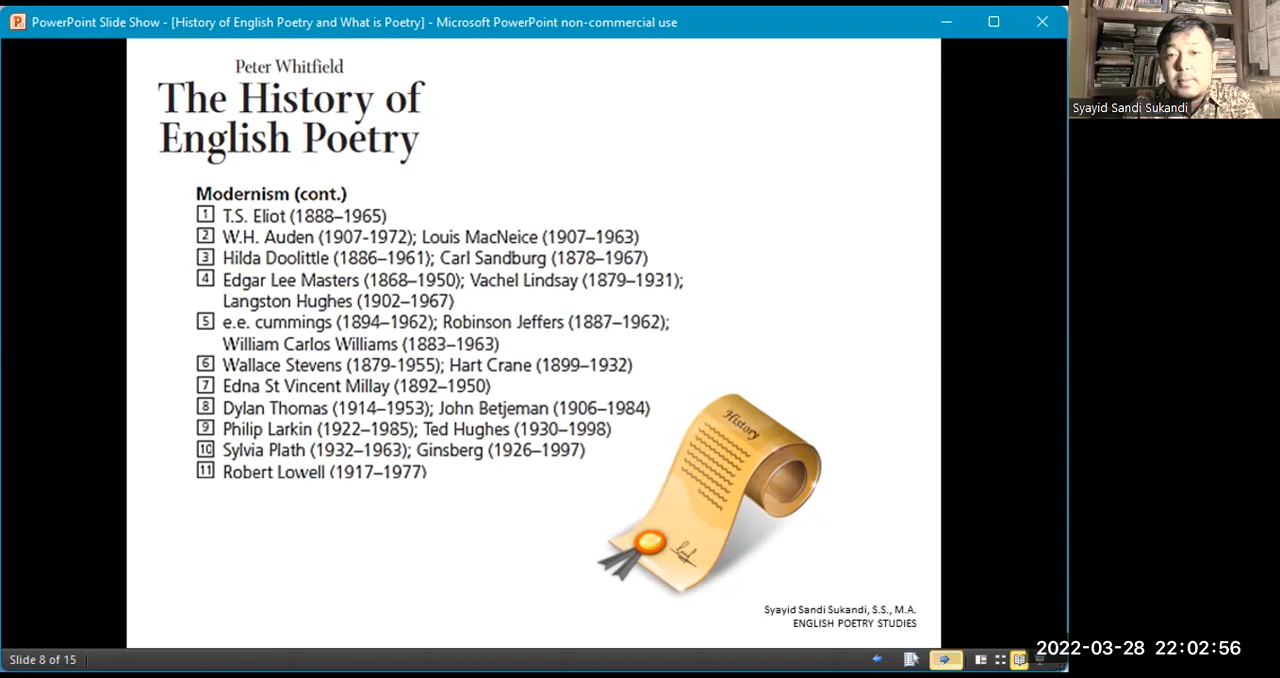 PowerPoint Slide Show - [History of English Poetry and What is Poetry] - Microsoft PowerPoint non-commercial use
Peter Whitfield
The History of
English Poetry
Modernism (cont.)
1 T.S. Eliot (1888–1965)
2 W.H. Auden (1907-1972); Louis MacNeice (1907–1963)
3 Hilda Doolittle (1886–1961); Carl Sandburg (1878–1967)
4 Edgar Lee Masters (1868–1950); Vachel Lindsay (1879–1931);
Langston Hughes (1902–1967)
5 e.e. cummings (1894–1962); Robinson Jeffers (1887–1962);
William Carlos Williams (1883–1963)
6 Wallace Stevens (1879-1955); Hart Crane (1899–1932)
7 Edna St Vincent Millay (1892–1950)
8 Dylan Thomas (1914–1953); John Betjeman (1906–1984)
9 Philip Larkin (1922–1985); Ted Hughes (1930–1998)
10 Sylvia Plath (1932–1963); Ginsberg (1926–1997)
11 Robert Lowell (1917–1977)
History
Syayid Sandi Sukandi, S.S., M.A.
ENGLISH POETRY STUDIES
Slide 8 of 15
Syayid Sandi Sukandi
2022-03-28 22:02:56